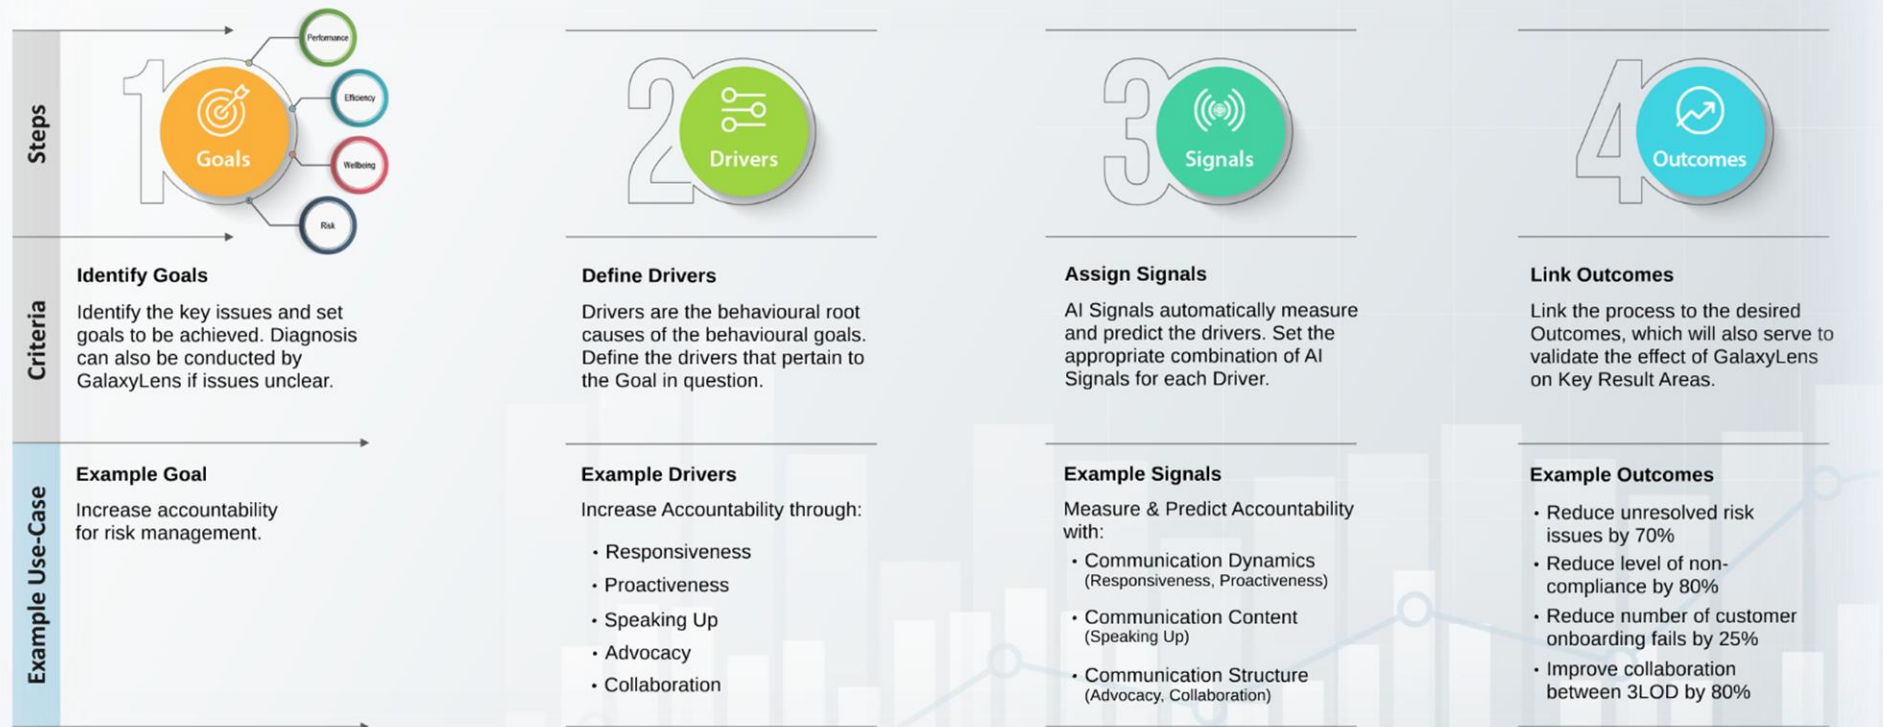 Steps
1
Goals
Performance
Efficiency
Wellbeing
Risk
2
Drivers
3
Signals
4
Outcomes
Criteria
Identify Goals
Identify the key issues and set
goals to be achieved. Diagnosis
can also be conducted by
GalaxyLens if issues unclear.
Define Drivers
Drivers are the behavioural root
causes of the behavioural goals.
Define the drivers that pertain to
the Goal in question.
Assign Signals
AI Signals automatically measure
and predict the drivers. Set the
appropriate combination of AI
Signals for each Driver.
Link Outcomes
Link the process to the desired
Outcomes, which will also serve to
validate the effect of GalaxyLens
on Key Result Areas.
Example Use-Case
Example Goal
Increase accountability
for risk management.
Example Drivers
Increase Accountability through:
• Responsiveness
• Proactiveness
• Speaking Up
• Advocacy
• Collaboration
Example Signals
Measure & Predict Accountability
with:
• Communication Dynamics
(Responsiveness, Proactiveness)
• Communication Content
(Speaking Up)
• Communication Structure
(Advocacy, Collaboration)
Example Outcomes
• Reduce unresolved risk
issues by 70%
• Reduce level of non-
compliance by 80%
• Reduce number of customer
onboarding fails by 25%
• Improve collaboration
between 3LOD by 80%